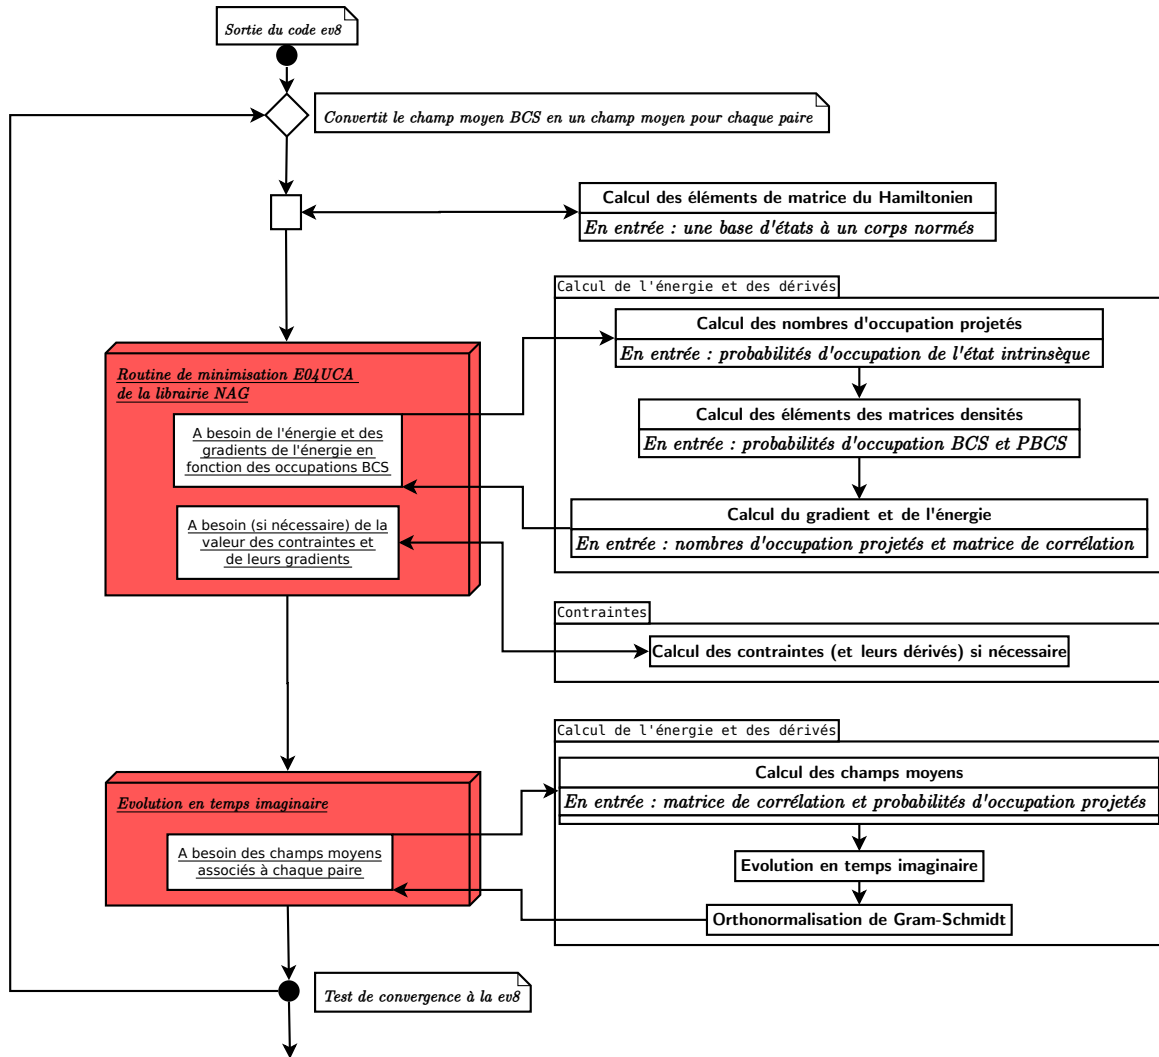 Sortie du code ev8
Convertit le champ moyen BCS en un champ moyen pour chaque paire
Calcul des éléments de matrice du Hamiltonien
En entrée : une base d'états à un corps normés
Calcul de l'énergie et des dérivés
Calcul des nombres d'occupation projetés
En entrée : probabilités d'occupation de l'état intrinsèque
Calcul des éléments des matrices densités
En entrée : probabilités d'occupation BCS et PBCS
Calcul du gradient et de l'énergie
En entrée : nombres d'occupation projetés et matrice de corrélation
Routine de minimisation E04UCA
de la librairie NAG
A besoin de l'énergie et des
gradients de l'énergie en
fonction des occupations BCS
A besoin (si nécessaire) de la
valeur des contraintes et
de leurs gradients
Contraintes
Calcul des contraintes (et leurs dérivés) si nécessaire
Calcul de l'énergie et des dérivés
Calcul des champs moyens
En entrée : matrice de corrélation et probabilités d'occupation projetés
Evolution en temps imaginaire
Orthonormalisation de Gram-Schmidt
Evolution en temps imaginaire
A besoin des champs moyens
associés à chaque paire
Test de convergence à la ev8